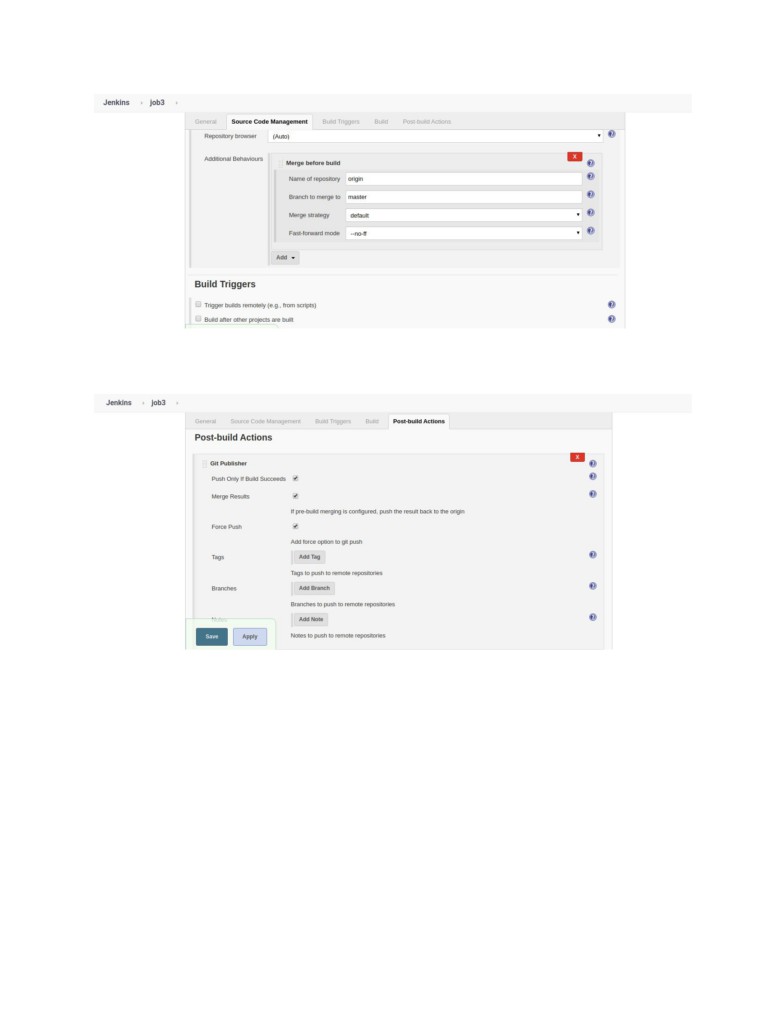 Jenkins › job3 ›
General Source Code Management Build Triggers Build Post-build Actions
Repository browser (Auto)
Additional Behaviours
X
Merge before build
Name of repository origin
Branch to merge to master
Merge strategy default
Fast-forward mode --no-ff
Add
Build Triggers
Trigger builds remotely (e.g., from scripts)
Build after other projects are built
Jenkins › job3 ›
General Source Code Management Build Triggers Build Post-build Actions
Post-build Actions
X
Git Publisher
Push Only If Build Succeeds
Merge Results
If pre-build merging is configured, push the result back to the origin
Force Push
Add force option to git push
Tags Add Tag
Tags to push to remote repositories
Branches Add Branch
Branches to push to remote repositories
Notes Add Note
Notes to push to remote repositories
Save Apply